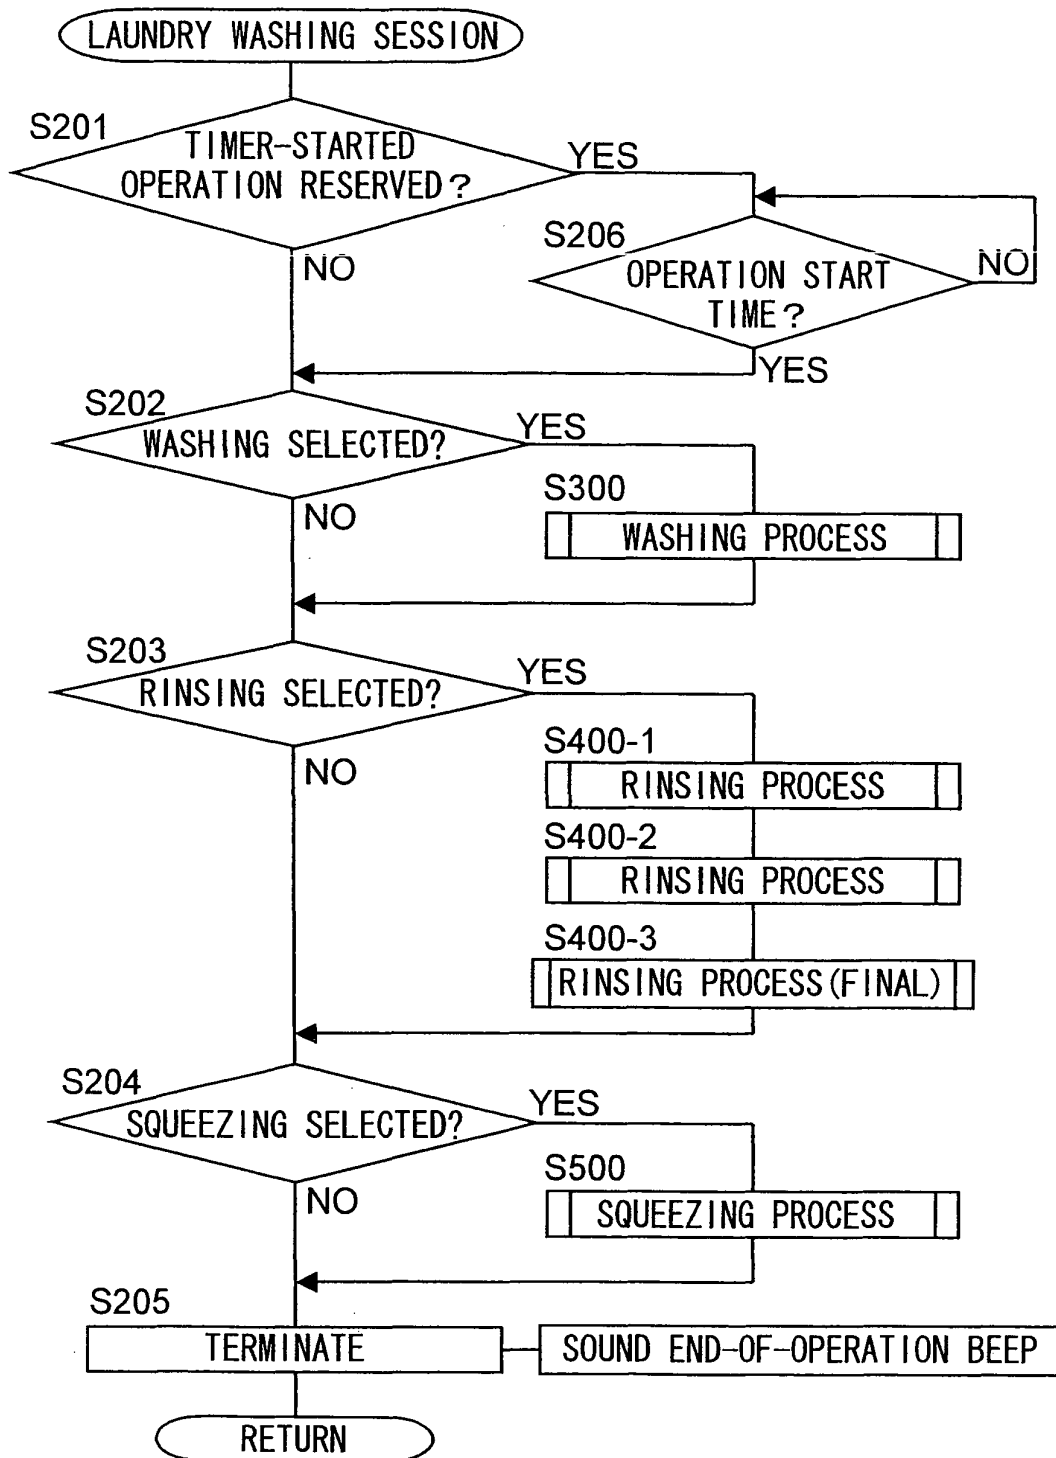 LAUNDRY WASHING SESSION
S201
TIMER-STARTED
OPERATION RESERVED?
YES
NO
S206
OPERATION START
TIME?
NO
YES
S202
WASHING SELECTED?
YES
NO
S300
WASHING PROCESS
S203
RINSING SELECTED?
YES
NO
S400-1
RINSING PROCESS
S400-2
RINSING PROCESS
S400-3
RINSING PROCESS(FINAL)
S204
SQUEEZING SELECTED?
YES
NO
S500
SQUEEZING PROCESS
S205
TERMINATE
SOUND END-OF-OPERATION BEEP
RETURN